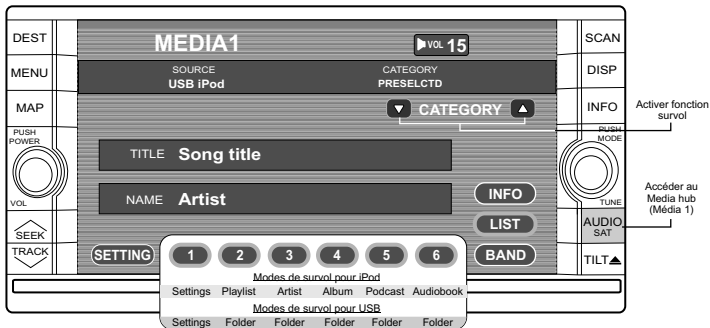 DEST
MENU
MAP
PUSH
POWER
VOL
SEEK
TRACK
MEDIA1
VOL 15
SOURCE
USB iPod
CATEGORY
PRESELCTD
CATEGORY
TITLE Song title
NAME Artist
INFO
LIST
SETTING
1 2 3 4 5 6
BAND
Modes de survol pour iPod
Settings Playlist Artist Album Podcast Audiobook
Modes de survol pour USB
Settings Folder Folder Folder Folder Folder
SCAN
DISP
INFO
PUSH
MODE
TUNE
AUDIO
SAT
TILT
Activer fonction
survol
Accéder au
Media hub
(Média 1)